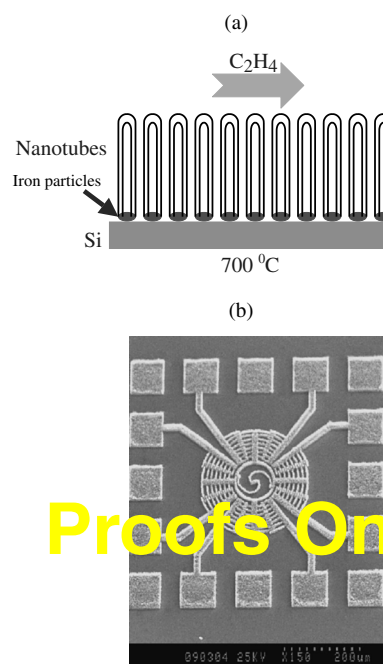 (a)
C2H4
Nanotubes
Iron particles
Si
700 ⁰C
(b)
Proofs On
090304 25KV X150 200um